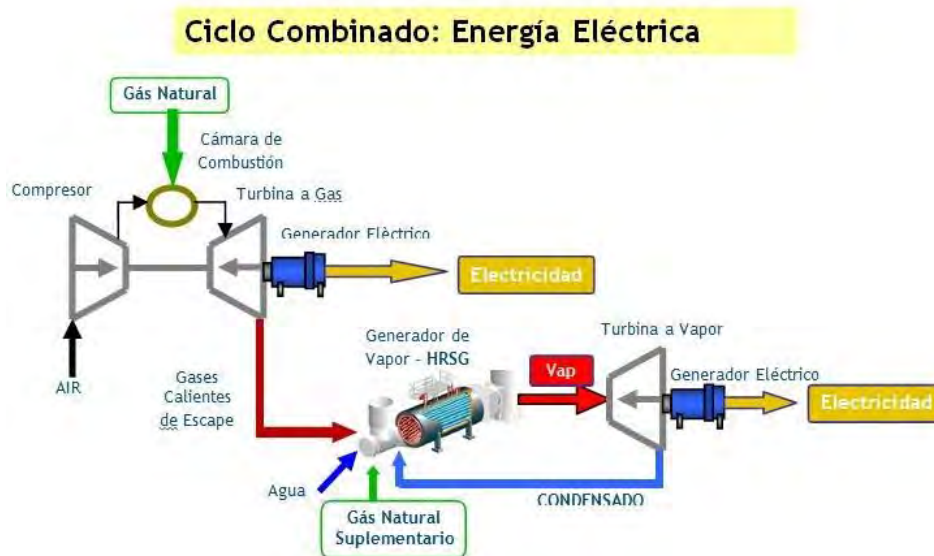 Ciclo Combinado: Energía Eléctrica
Gás Natural
Cámara de
Combustión
Compresor
Turbina a Gas
Generador Elèctrico
Electricidad
AIR
Gases
Calientes
de Escape
Generador de
Vapor - HRSG
Vap
Turbina a Vapor
Generador Eléctrico
Electricidad
Agua
CONDENSADO
Gás Natural
Suplementario